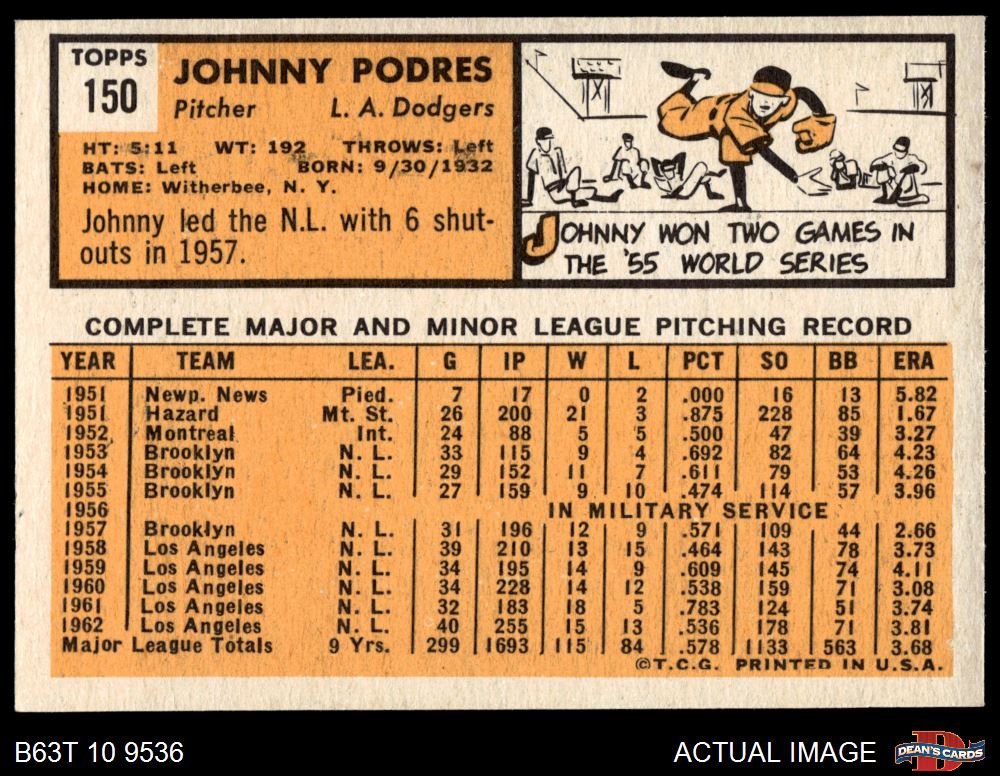 TOPPS
150
JOHNNY PODRES
Pitcher L. A. Dodgers
HT: 5:11 WT: 192 THROWS: Left
BATS: Left BORN: 9/30/1932
HOME: Witherbee, N. Y.
Johnny led the N.L. with 6 shut-
outs in 1957.
JOHNNY WON TWO GAMES IN
THE '55 WORLD SERIES
COMPLETE MAJOR AND MINOR LEAGUE PITCHING RECORD
YEAR TEAM LEA. G IP W L PCT SO BB ERA
1951 Newp. News Pied. 7 17 0 2 .000 16 13 5.82
1951 Hazard Mt. St. 26 200 21 3 .875 228 85 1.67
1952 Montreal Int. 24 88 5 5 .500 47 39 3.27
1953 Brooklyn N. L. 33 115 9 4 .692 82 64 4.23
1954 Brooklyn N. L. 29 152 11 7 .611 79 53 4.26
1955 Brooklyn N. L. 27 159 9 10 .474 114 57 3.96
1956 IN MILITARY SERVICE
1957 Brooklyn N. L. 31 196 12 9 .571 109 44 2.66
1958 Los Angeles N. L. 39 210 13 15 .464 143 78 3.73
1959 Los Angeles N. L. 34 195 14 9 .609 145 74 4.11
1960 Los Angeles N. L. 34 228 14 12 .538 159 71 3.08
1961 Los Angeles N. L. 32 183 18 5 .783 124 51 3.74
1962 Los Angeles N. L. 40 255 15 13 .536 178 71 3.81
Major League Totals 9 Yrs. 299 1693 115 84 .578 1133 563 3.68
©T.C.G. PRINTED IN U.S.A.
B63T 10 9536 ACTUAL IMAGE
D
DEAN'S CARDS